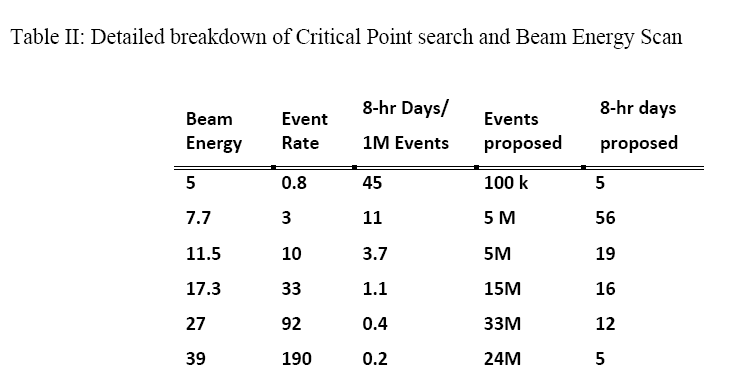 Table II: Detailed breakdown of Critical Point search and Beam Energy Scan
Beam Energy Event Rate 8-hr Days/ 1M Events Events proposed 8-hr days proposed
5 0.8 45 100 k 5
7.7 3 11 5 M 56
11.5 10 3.7 5M 19
17.3 33 1.1 15M 16
27 92 0.4 33M 12
39 190 0.2 24M 5